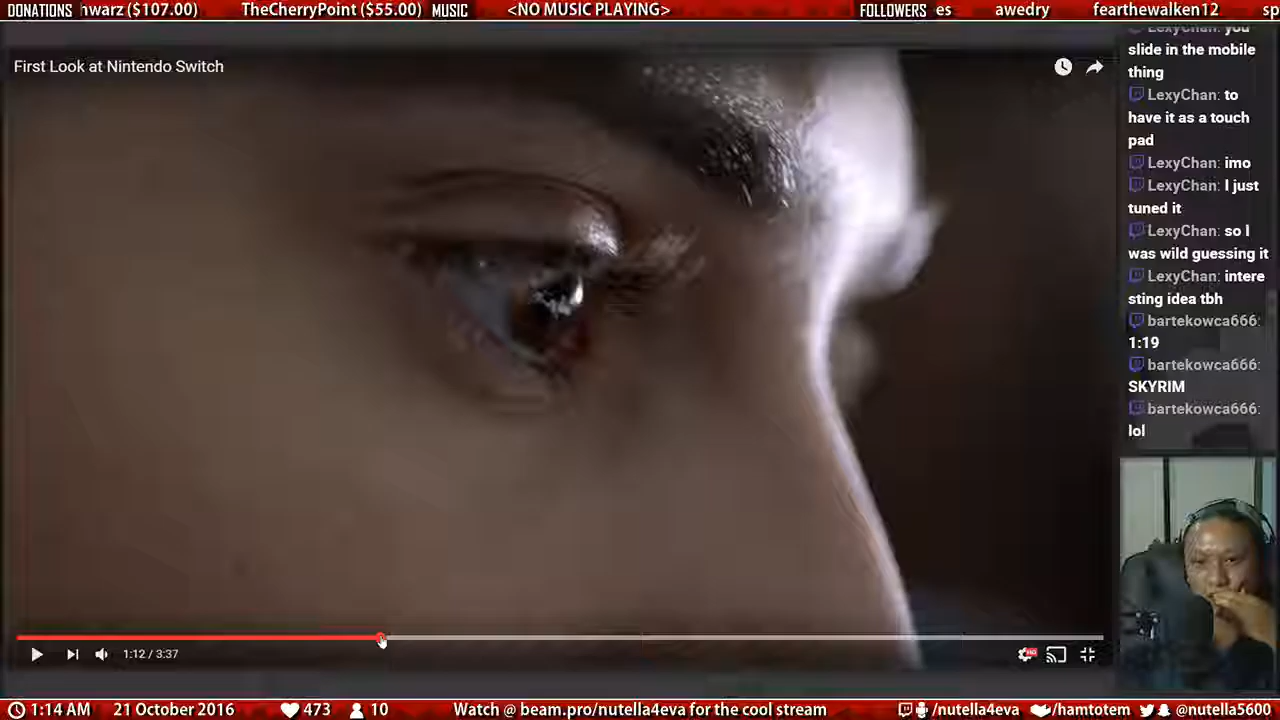 DONATIONS hwarz ($107.00) TheCherryPoint ($55.00) MUSIC <NO MUSIC PLAYING> FOLLOWERS es awedry fearthewalken12 sp
First Look at Nintendo Switch
LexyChan: you
slide in the mobile
thing
LexyChan: to
have it as a touch
pad
LexyChan: imo
LexyChan: I just
tuned it
LexyChan: so I
was wild guessing it
LexyChan: intere
sting idea tbh
bartekowca666:
1:19
bartekowca666:
SKYRIM
bartekowca666:
lol
1:12 / 3:37
HD
1:14 AM 21 October 2016 473 10 Watch @ beam.pro/nutella4eva for the cool stream /nutella4eva /hamtotem @nutella5600